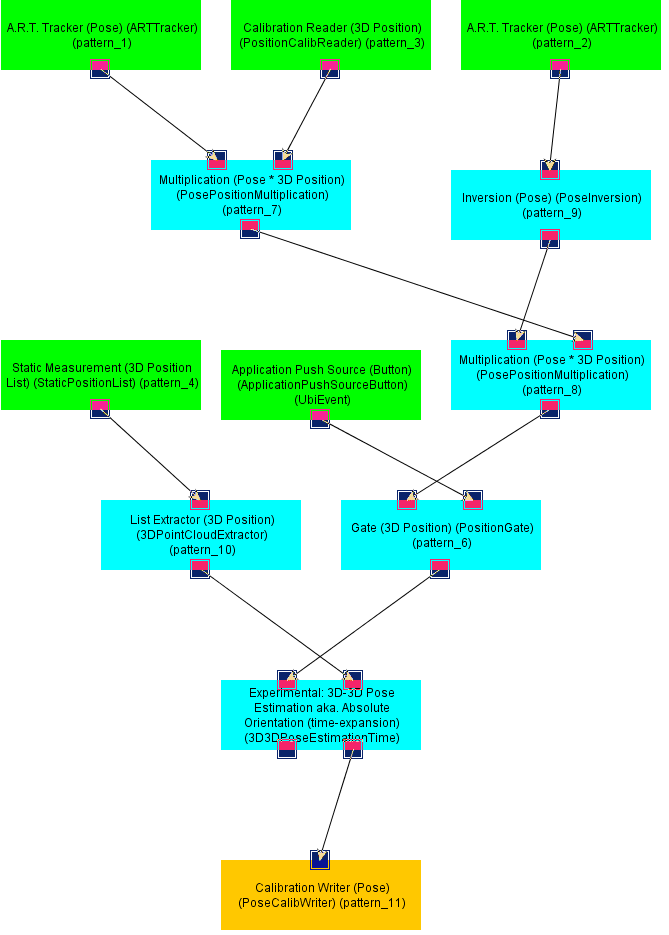 A.R.T. Tracker (Pose) (ARTTracker)
(pattern_1)
Calibration Reader (3D Position)
(PositionCalibReader) (pattern_3)
A.R.T. Tracker (Pose) (ARTTracker)
(pattern_2)
Multiplication (Pose * 3D Position)
(PosePositionMultiplication)
(pattern_7)
Inversion (Pose) (PoseInversion)
(pattern_9)
Static Measurement (3D Position
List) (StaticPositionList) (pattern_4)
Application Push Source (Button)
(ApplicationPushSourceButton)
(UbiEvent)
Multiplication (Pose * 3D Position)
(PosePositionMultiplication)
(pattern_8)
List Extractor (3D Position)
(3DPointCloudExtractor)
(pattern_10)
Gate (3D Position) (PositionGate)
(pattern_6)
Experimental: 3D-3D Pose
Estimation aka. Absolute
Orientation (time-expansion)
(3D3DPoseEstimationTime)
Calibration Writer (Pose)
(PoseCalibWriter) (pattern_11)